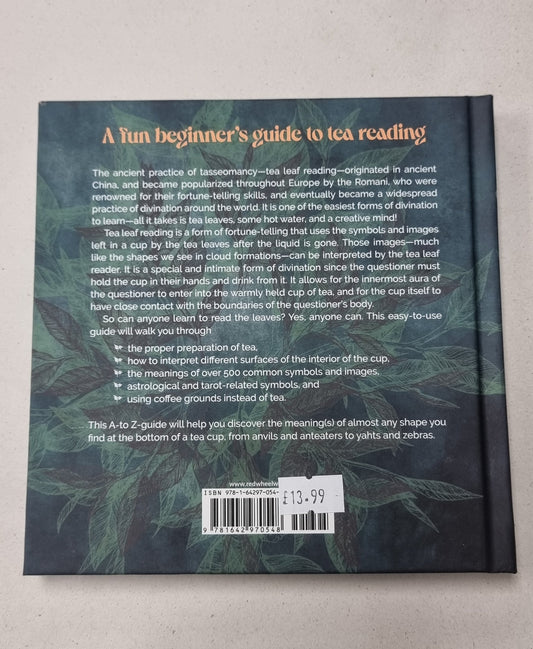 A fun beginner's guide to tea reading
The ancient practice of tasseomancy—tea leaf reading—originated in ancient
China, and became popularized throughout Europe by the Romani, who were
renowned for their fortune-telling skills, and eventually became a widespread
practice of divination around the world. It is one of the easiest forms of divination
to learn—all it takes is tea leaves, some hot water, and a creative mind!
Tea leaf reading is a form of fortune-telling that uses the symbols and images
left in a cup by the tea leaves after the liquid is gone. Those images—much
like the shapes we see in cloud formations—can be interpreted by the tea leaf
reader. It is a special and intimate form of divination since the questioner must
hold the cup in their hands and drink from it. It allows for the innermost aura of
the questioner to enter into the warmly held cup of tea, and for the cup itself to
have close contact with the boundaries of the questioner's body.
So can anyone learn to read the leaves? Yes, anyone can. This easy-to-use
guide will walk you through
the proper preparation of tea,
how to interpret different surfaces of the interior of the cup,
the meanings of over 500 common symbols and images,
astrological and tarot-related symbols, and
using coffee grounds instead of tea.
This A-to Z-guide will help you discover the meaning(s) of almost any shape you
find at the bottom of a tea cup, from anvils and anteaters to yahts and zebras.
www.redwheelw
ISBN 978-1-64297-054-
£13.99
9 781642 970548